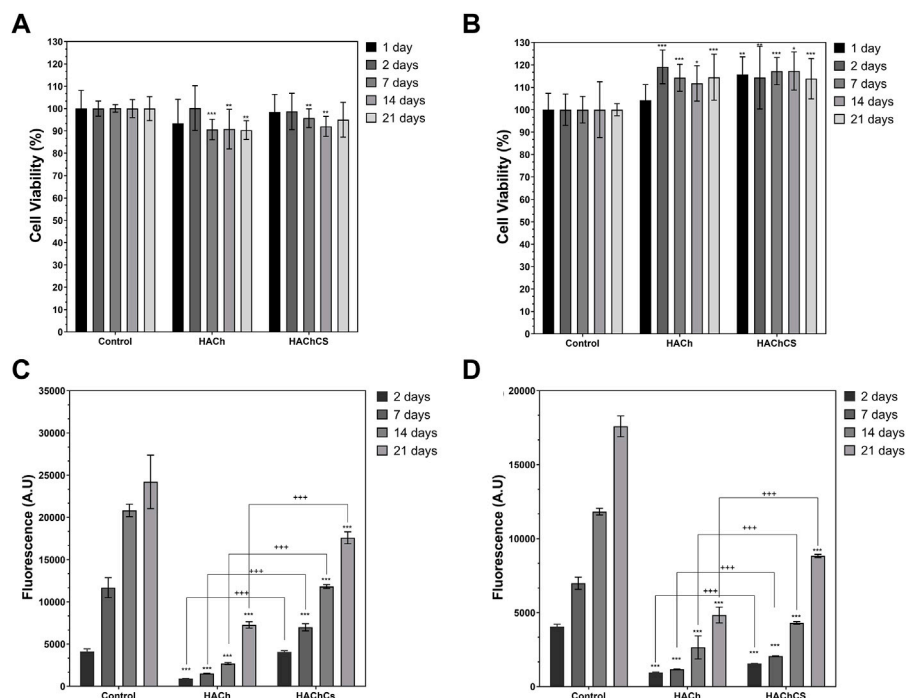 A
130
120
110
100
90
80
70
60
50
40
30
20
10
0
Cell Viability (%)
*** ** **
** **
Control HACh HAChCS
1 day
2 days
7 days
14 days
21 days
B
130
120
110
100
90
80
70
60
50
40
30
20
10
0
Cell Viability (%)
*** *** * ***
** ** *** * ***
Control HACh HAChCS
1 day
2 days
7 days
14 days
21 days
C
35000
30000
25000
20000
15000
10000
5000
0
Fluorescence (A.U)
+++
+++
+++
+++
*** *** *** ***
*** ***
Control HACh HAChCs
2 days
7 days
14 days
21 days
D
20000
15000
10000
5000
0
Fluorescence (A.U)
+++
+++
+++
+++
*** *** *** ***
*** *** *** ***
Control HACh HAChCS
2 days
7 days
14 days
21 days